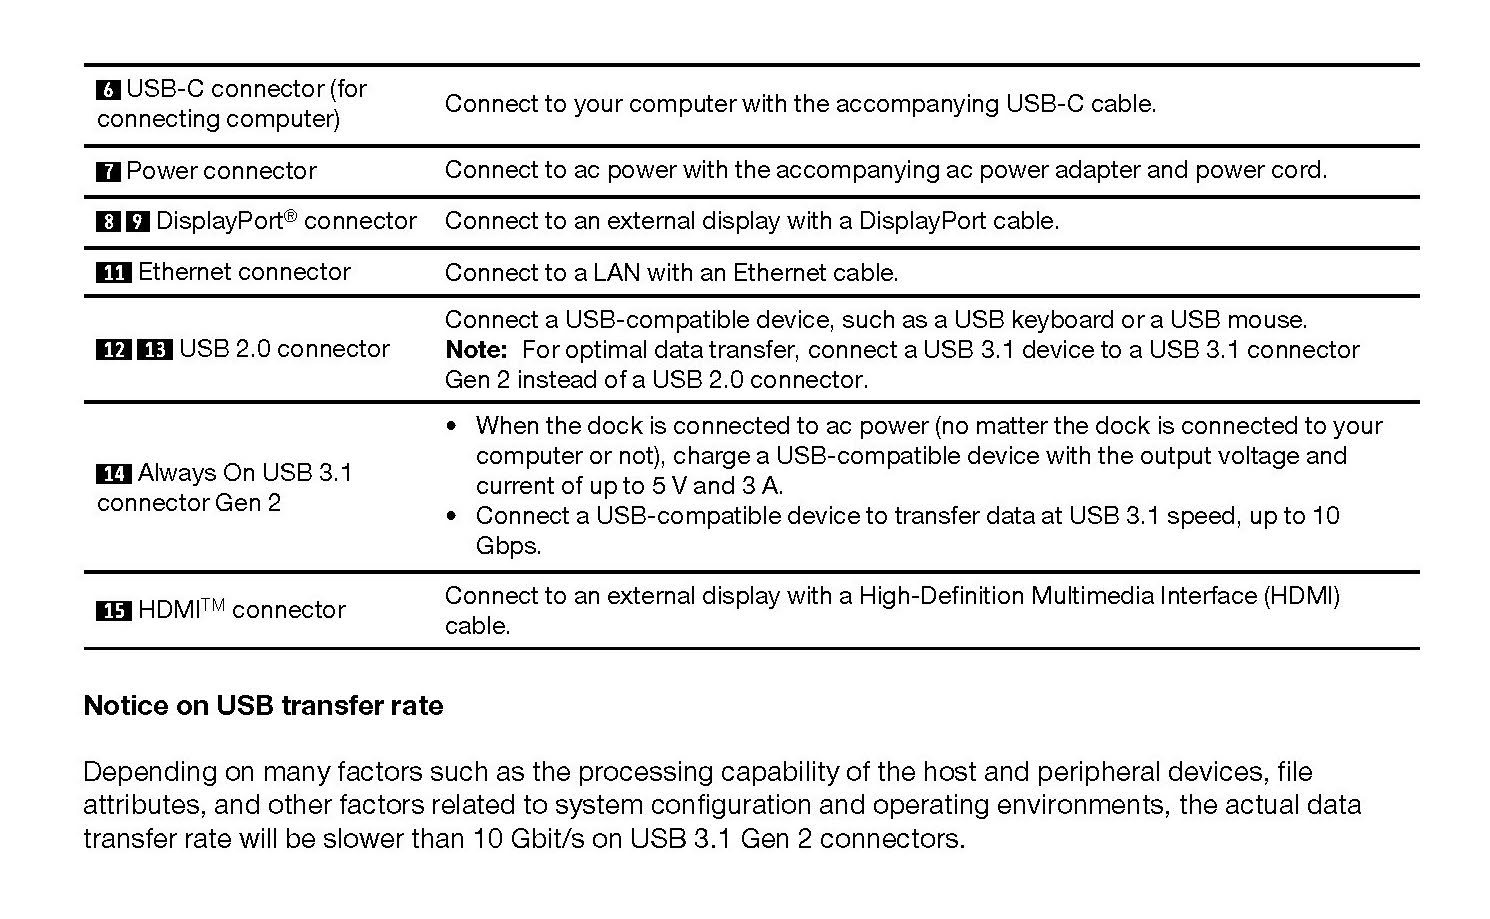 6 USB-C connector (for
connecting computer)
Connect to your computer with the accompanying USB-C cable.
7 Power connector
Connect to ac power with the accompanying ac power adapter and power cord.
8 9 DisplayPort® connector
Connect to an external display with a DisplayPort cable.
11 Ethernet connector
Connect to a LAN with an Ethernet cable.
12 13 USB 2.0 connector
Connect a USB-compatible device, such as a USB keyboard or a USB mouse.
Note: For optimal data transfer, connect a USB 3.1 device to a USB 3.1 connector
Gen 2 instead of a USB 2.0 connector.
14 Always On USB 3.1
connector Gen 2
• When the dock is connected to ac power (no matter the dock is connected to your
computer or not), charge a USB-compatible device with the output voltage and
current of up to 5 V and 3 A.
• Connect a USB-compatible device to transfer data at USB 3.1 speed, up to 10
Gbps.
15 HDMI™ connector
Connect to an external display with a High-Definition Multimedia Interface (HDMI)
cable.
Notice on USB transfer rate
Depending on many factors such as the processing capability of the host and peripheral devices, file
attributes, and other factors related to system configuration and operating environments, the actual data
transfer rate will be slower than 10 Gbit/s on USB 3.1 Gen 2 connectors.